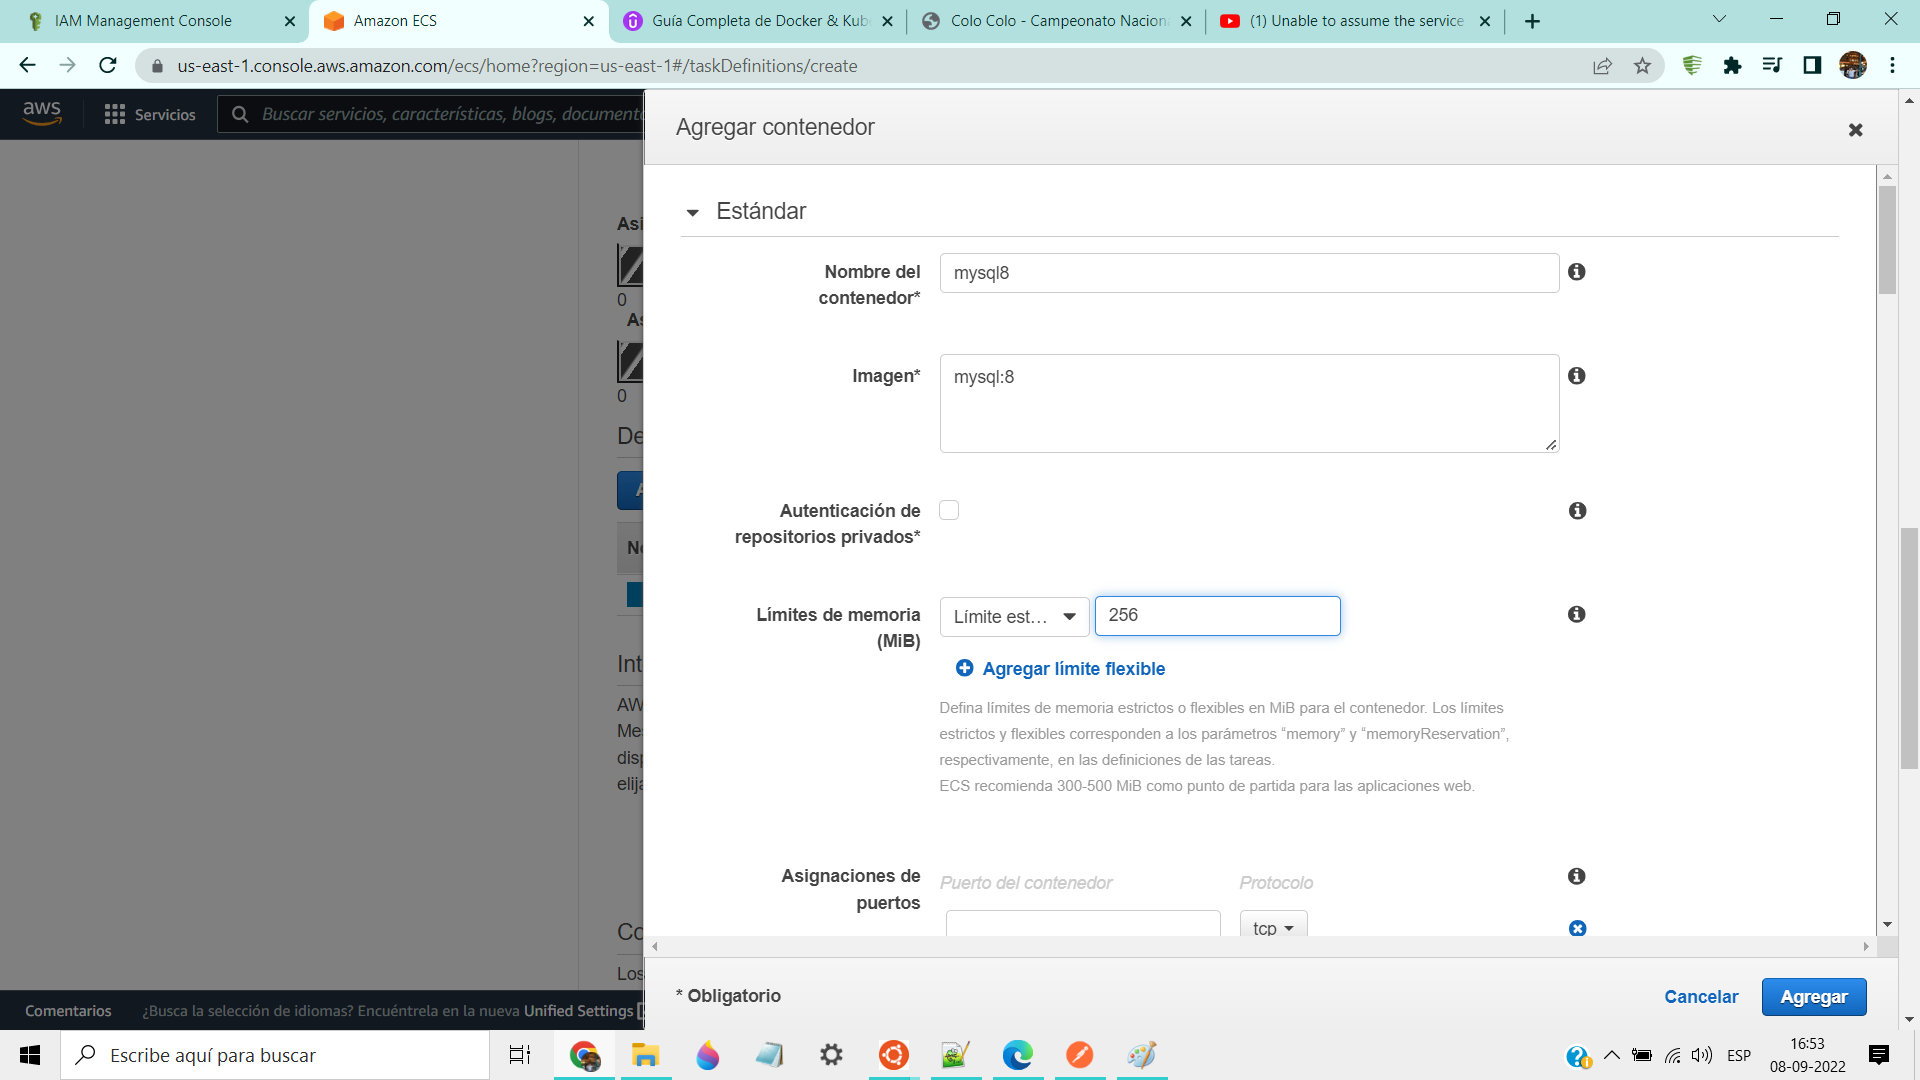 IAM Management Console
Amazon ECS
Guía Completa de Docker & Kub
Colo Colo - Campeonato Nacion
(1) Unable to assume the service
us-east-1.console.aws.amazon.com/ecs/home?region=us-east-1#/taskDefinitions/create
aws
Servicios
Buscar servicios, características, blogs, documento
Agregar contenedor
Estándar
Asi
Nombre del contenedor*
mysql8
0
As
Imagen*
mysql:8
0
De
A
Autenticación de repositorios privados*
No
Límites de memoria (MiB)
Límite est...
256
Agregar límite flexible
Int
AW
Mes
disp
elija
Defina límites de memoria estrictos o flexibles en MiB para el contenedor. Los límites
estrictos y flexibles corresponden a los parámetros “memory” y “memoryReservation”,
respectivamente, en las definiciones de las tareas.
ECS recomienda 300-500 MiB como punto de partida para las aplicaciones web.
Asignaciones de puertos
Puerto del contenedor
Protocolo
tcp
Co
Los
* Obligatorio
Cancelar
Agregar
Comentarios
¿Busca la selección de idiomas? Encuéntrela en la nueva Unified Settings
Escribe aquí para buscar
ESP
16:53
08-09-2022